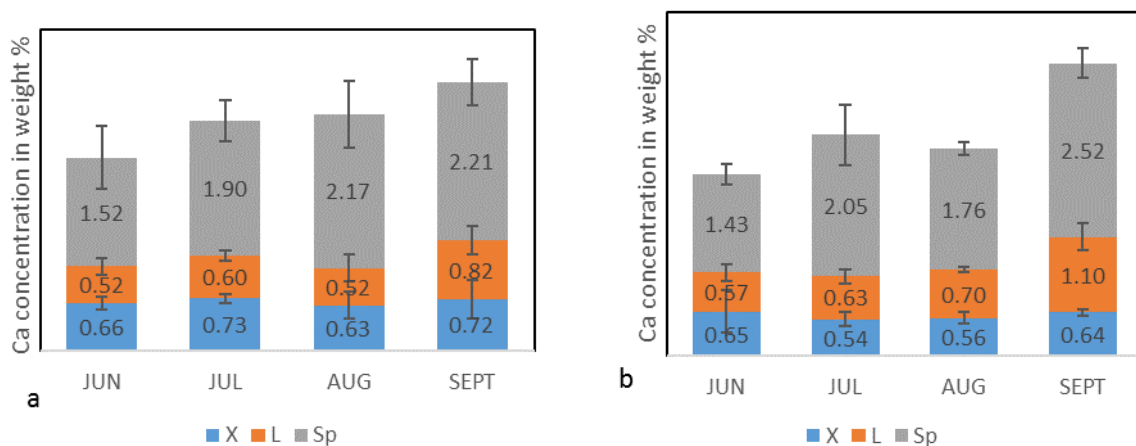 Ca concentration in weight %
1.52 1.90 2.17 2.21
0.52 0.60 0.52 0.82
0.66 0.73 0.63 0.72
JUN JUL AUG SEPT
a
X L Sp
Ca concentration in weight %
1.43 2.05 1.76 2.52
0.57 0.63 0.70 1.10
0.65 0.54 0.56 0.64
JUN JUL AUG SEPT
b
X L Sp